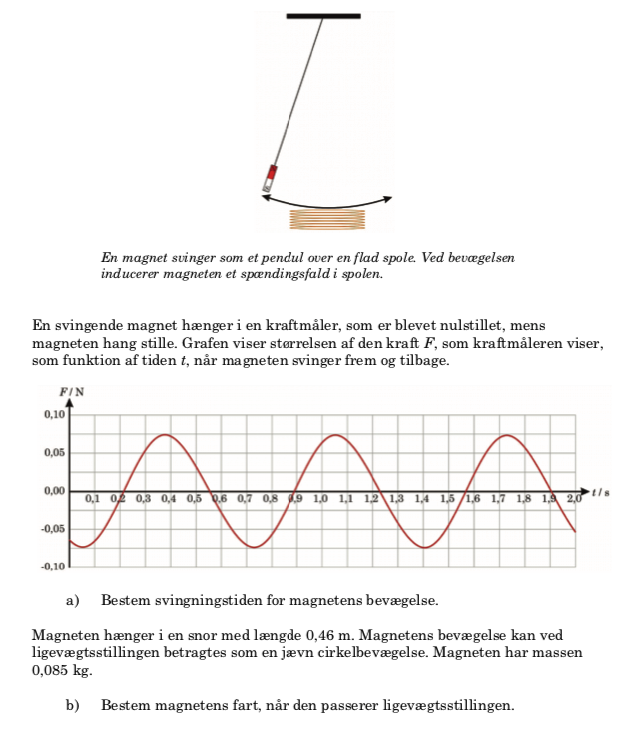 En magnet svinger som et pendul over en flad spole. Ved bevægelsen
inducerer magneten et spændingsfald i spolen.
En svingende magnet hænger i en kraftmåler, som er blevet nulstillet, mens
magneten hang stille. Grafen viser størrelsen af den kraft F, som kraftmåleren viser,
som funktion af tiden t, når magneten svinger frem og tilbage.
F/N
0,10
0,05
0,00
0,1 0,2 0,3 0,4 0,5 0,6 0,7 0,8 0,9 1,0 1,1 1,2 1,3 1,4 1,5 1,6 1,7 1,8 1,9 2,0 t/s
-0,05
-0,10
a) Bestem svingningstiden for magnetens bevægelse.
Magneten hænger i en snor med længde 0,46 m. Magnetens bevægelse kan ved
ligevægtsstillingen betragtes som en jævn cirkelbevægelse. Magneten har massen
0,085 kg.
b) Bestem magnetens fart, når den passerer ligevægtsstillingen.